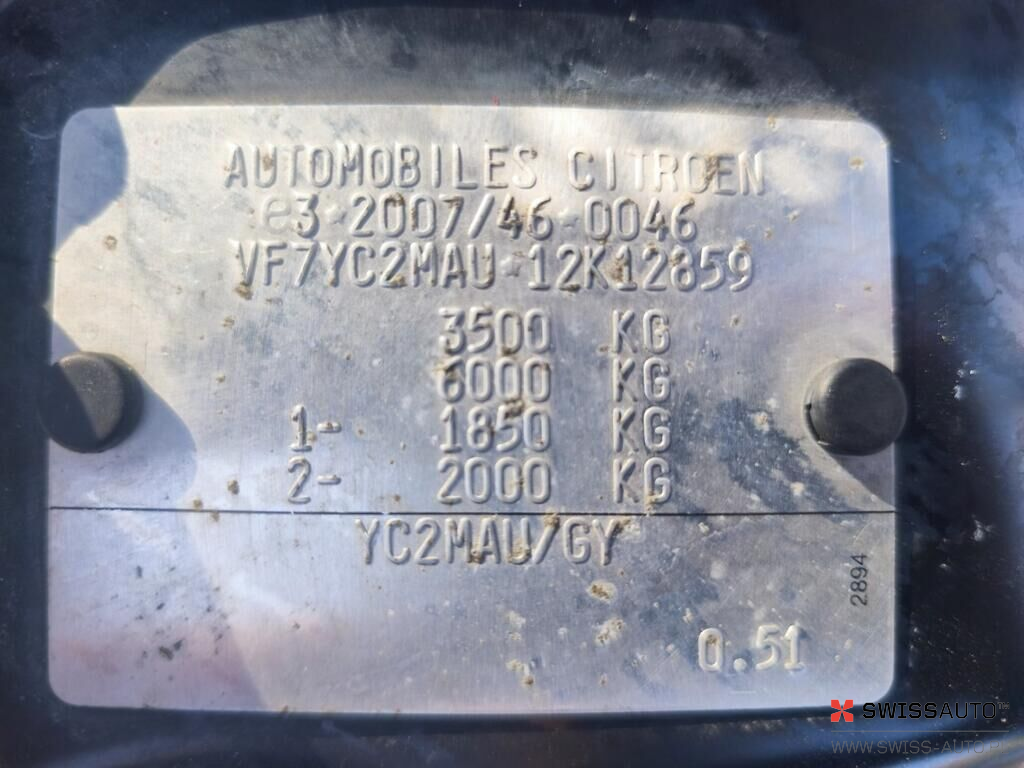 AUTOMOBILES CITROEN
e3*2007/46*0046
VF7YC2MAU*12K12859
3500 KG
6000 KG
1- 1850 KG
2- 2000 KG
YC2MAU/GY
2894
0.51
SWISSAUTO
WWW.SWISS-AUTO.